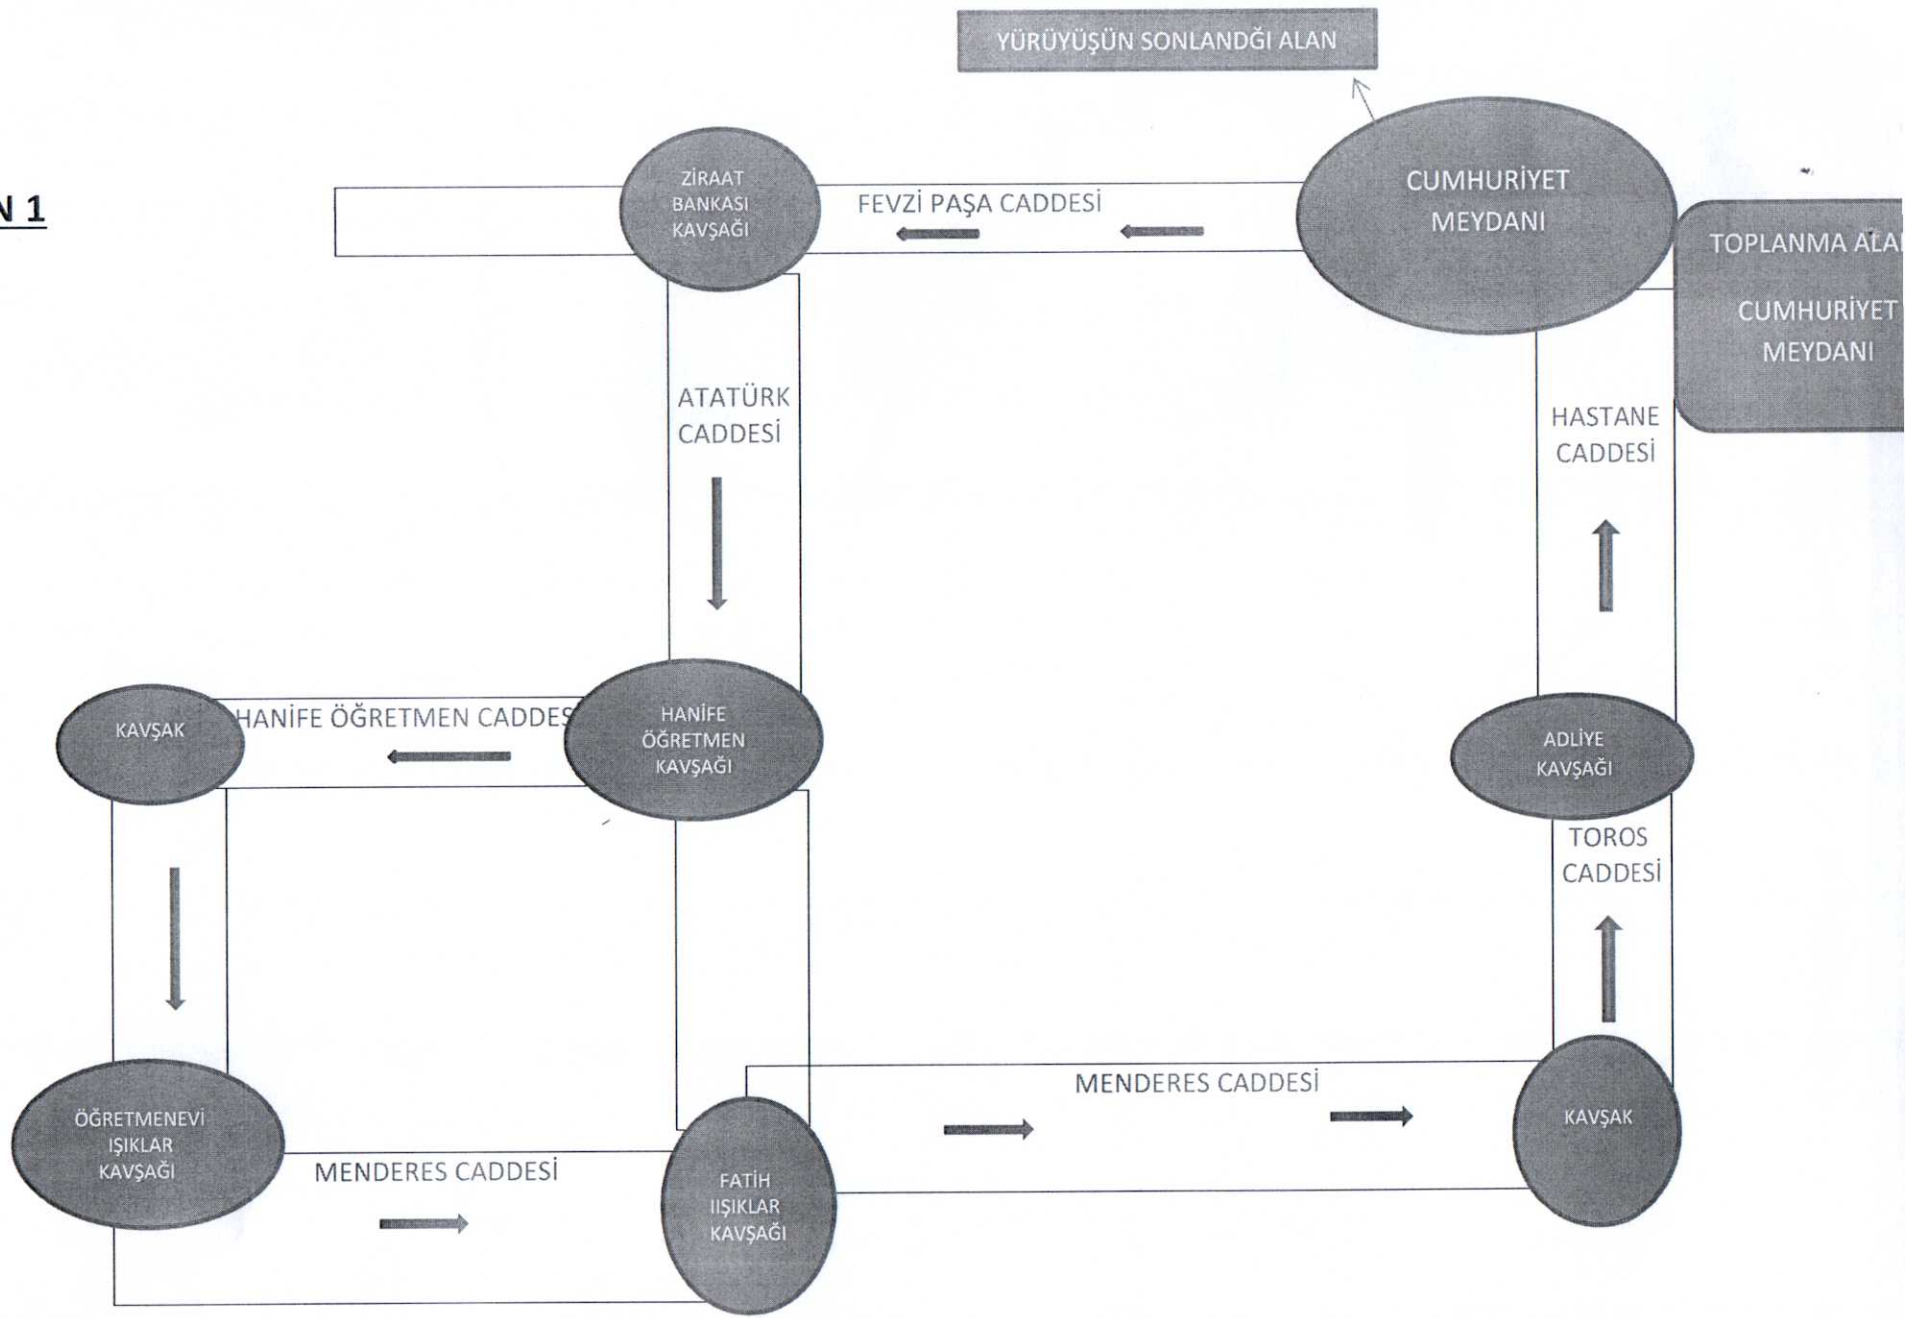 YÜRÜYÜŞÜN SONLANDĞI ALAN
N 1
ZİRAAT
BANKASI
KAVŞAĞI
FEVZİ PAŞA CADDESİ
CUMHURİYET
MEYDANI
TOPLANMA ALA
CUMHURİYET
MEYDANI
ATATÜRK
CADDESİ
HASTANE
CADDESİ
KAVŞAK
HANİFE ÖĞRETMEN CADDES
HANİFE
ÖĞRETMEN
KAVŞAĞI
ADLİYE
KAVŞAĞI
TOROS
CADDESİ
ÖĞRETMENEVİ
IŞIKLAR
KAVŞAĞI
MENDERES CADDESİ
FATİH
IIŞIKLAR
KAVŞAĞI
MENDERES CADDESİ
KAVŞAK